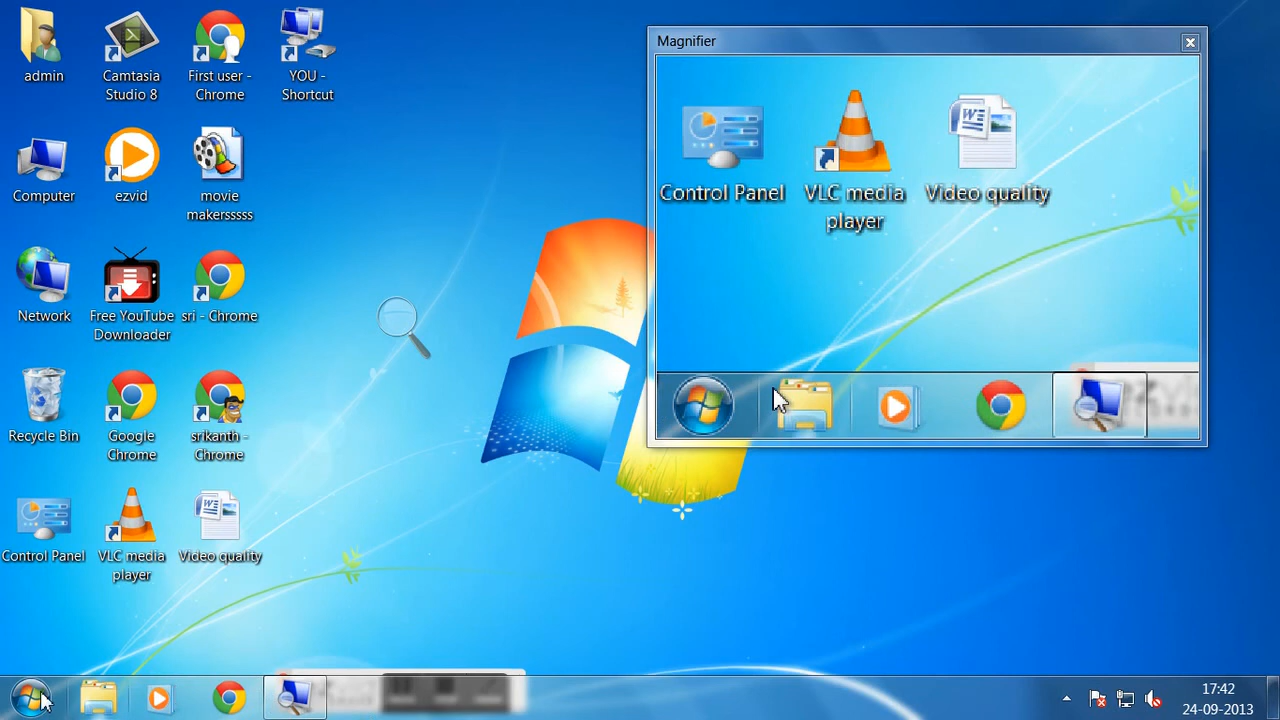 admin
Camtasia
Studio 8
First user -
Chrome
YOU -
Shortcut
Computer
ezvid
movie
makersssss
Network
Free YouTube
Downloader
sri - Chrome
Recycle Bin
Google
Chrome
srikanth -
Chrome
Control Panel
VLC media
player
Video quality
Magnifier
Control Panel
VLC media
player
Video quality
17:42
24-09-2013